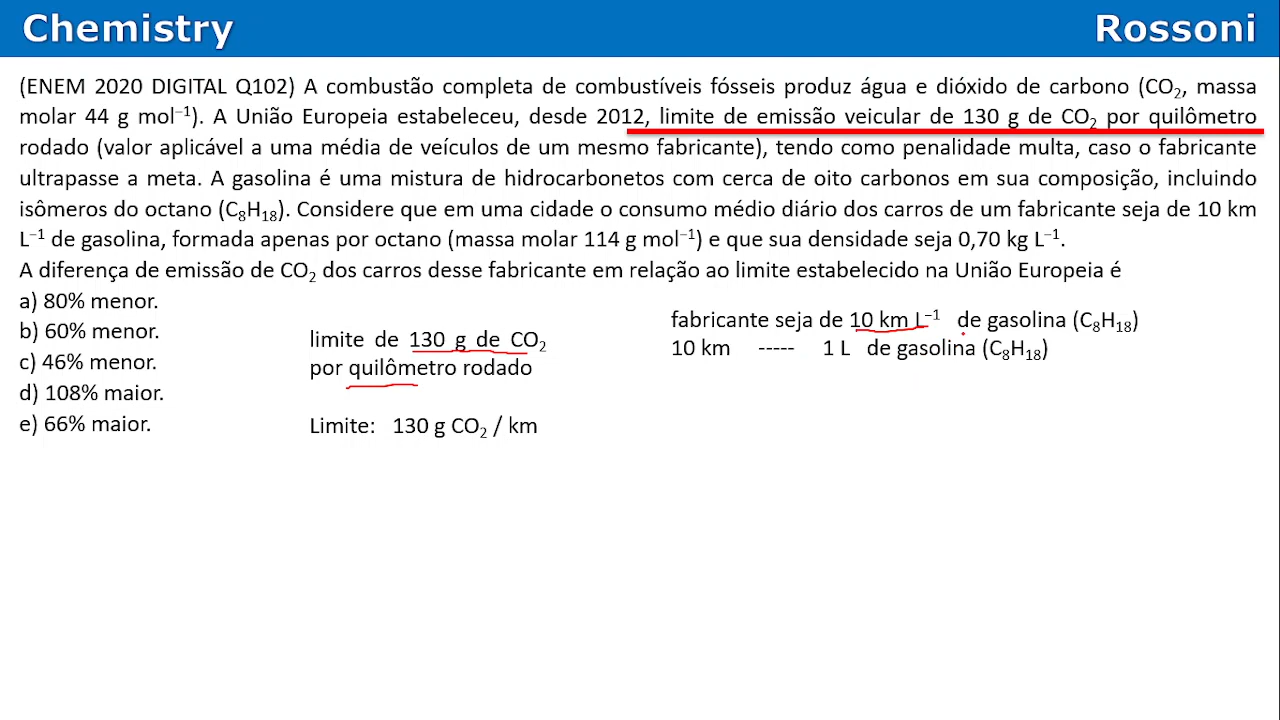 Chemistry
Rossoni
(ENEM 2020 DIGITAL Q102) A combustão completa de combustíveis fósseis produz água e dióxido de carbono (CO₂, massa
molar 44 g mol⁻¹). A União Europeia estabeleceu, desde 2012, limite de emissão veicular de 130 g de CO₂ por quilômetro
rodado (valor aplicável a uma média de veículos de um mesmo fabricante), tendo como penalidade multa, caso o fabricante
ultrapasse a meta. A gasolina é uma mistura de hidrocarbonetos com cerca de oito carbonos em sua composição, incluindo
isômeros do octano (C₈H₁₈). Considere que em uma cidade o consumo médio diário dos carros de um fabricante seja de 10 km
L⁻¹ de gasolina, formada apenas por octano (massa molar 114 g mol⁻¹) e que sua densidade seja 0,70 kg L⁻¹.
A diferença de emissão de CO₂ dos carros desse fabricante em relação ao limite estabelecido na União Europeia é
a) 80% menor.
b) 60% menor.
c) 46% menor.
d) 108% maior.
e) 66% maior.
limite de 130 g de CO₂
por quilômetro rodado
Limite: 130 g CO₂ / km
fabricante seja de 10 km L⁻¹ de gasolina (C₈H₁₈)
10 km ----- 1 L de gasolina (C₈H₁₈)